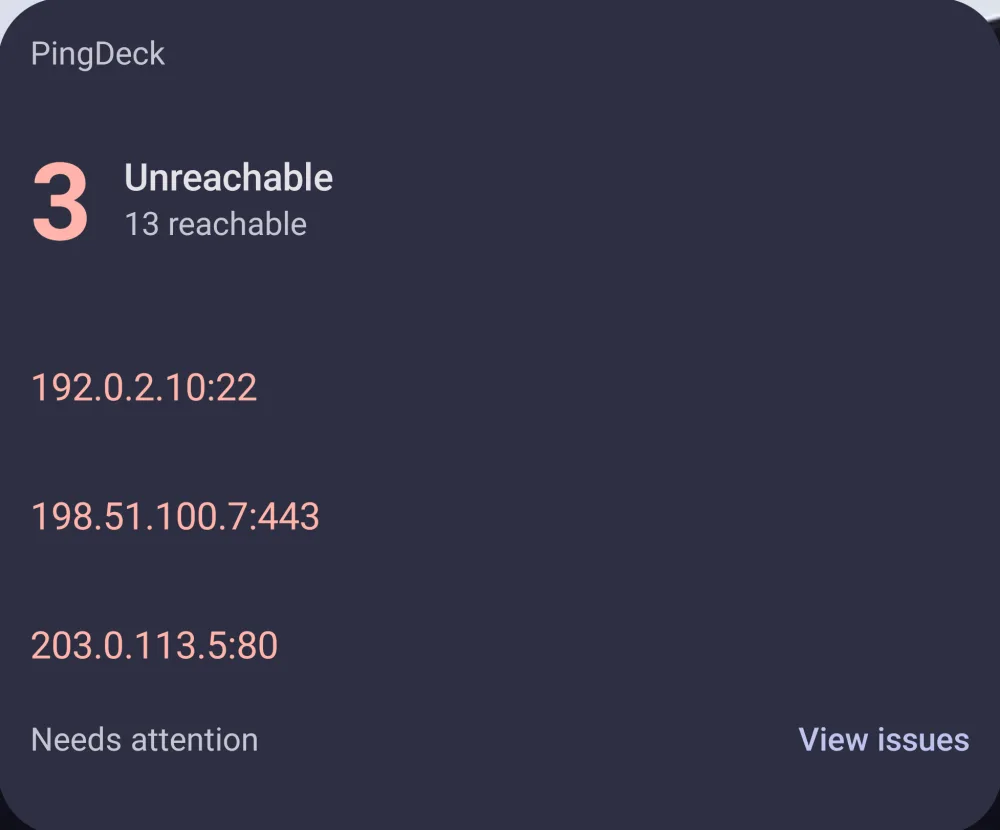 PingDeck
3
Unreachable
13 reachable
192.0.2.10:22
198.51.100.7:443
203.0.113.5:80
Needs attention
View issues